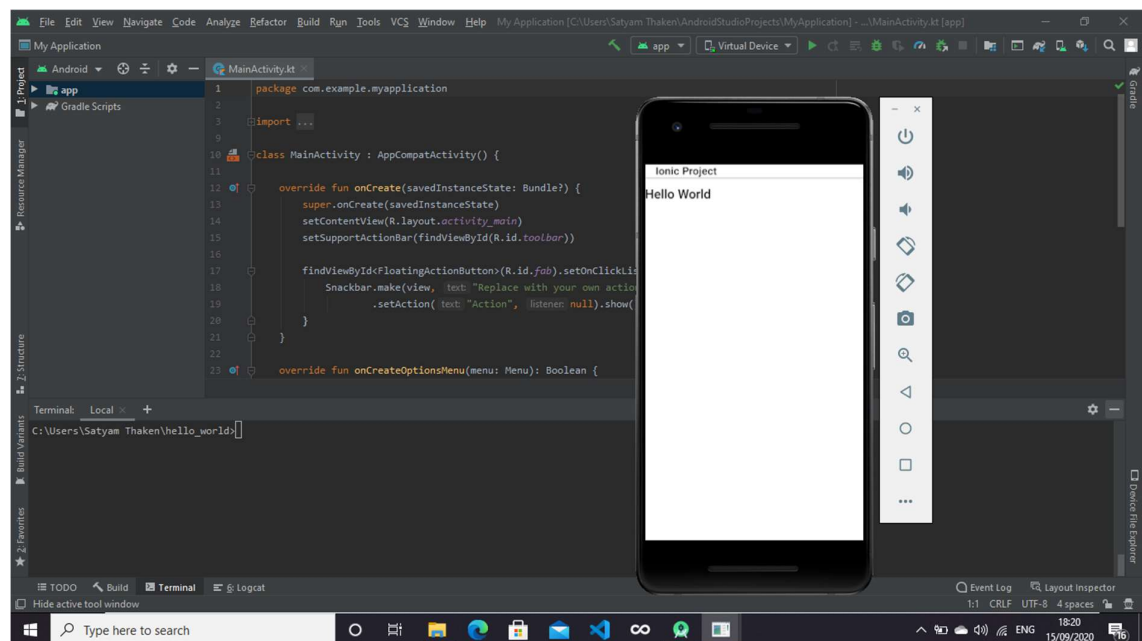 File Edit View Navigate Code Analyze Refactor Build Run Tools VCS Window Help My Application [C:\Users\Satyam Thaken\AndroidStudioProjects\MyApplication] - ...\MainActivity.kt [app]
My Application
app
Virtual Device
1: Project
Android
MainActivity.kt
Gradle
app
Gradle Scripts
Resource Manager
1 package com.example.myapplication
2
3 import ...
9
10 class MainActivity : AppCompatActivity() {
11
12 override fun onCreate(savedInstanceState: Bundle?) {
13 super.onCreate(savedInstanceState)
14 setContentView(R.layout.activity_main)
15 setSupportActionBar(findViewById(R.id.toolbar))
16
17 findViewById<FloatingActionButton>(R.id.fab).setOnClickLis
18 Snackbar.make(view, text: "Replace with your own action
19 .setAction( text: "Action", listener: null).show(
20 }
21 }
22
23 override fun onCreateOptionsMenu(menu: Menu): Boolean {
Ionic Project
Hello World
Z: Structure
Build Variants
2: Favorites
Terminal: Local +
C:\Users\Satyam Thaken\hello_world>
Device File Explorer
TODO Build Terminal 6: Logcat
Event Log Layout Inspector
Hide active tool window
1:1 CRLF UTF-8 4 spaces
Type here to search
ENG
18:20
15/09/2020